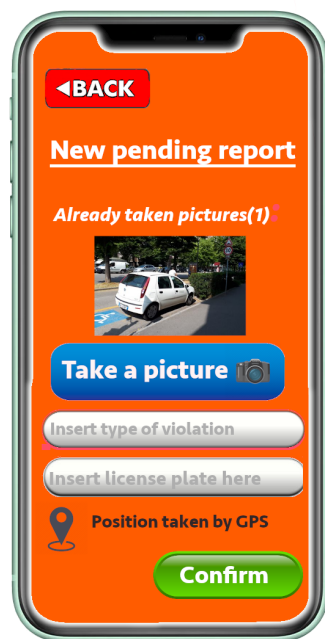 BACK
New pending report
Already taken pictures(1):
Take a picture
Insert type of violation
Insert license plate here
Position taken by GPS
Confirm